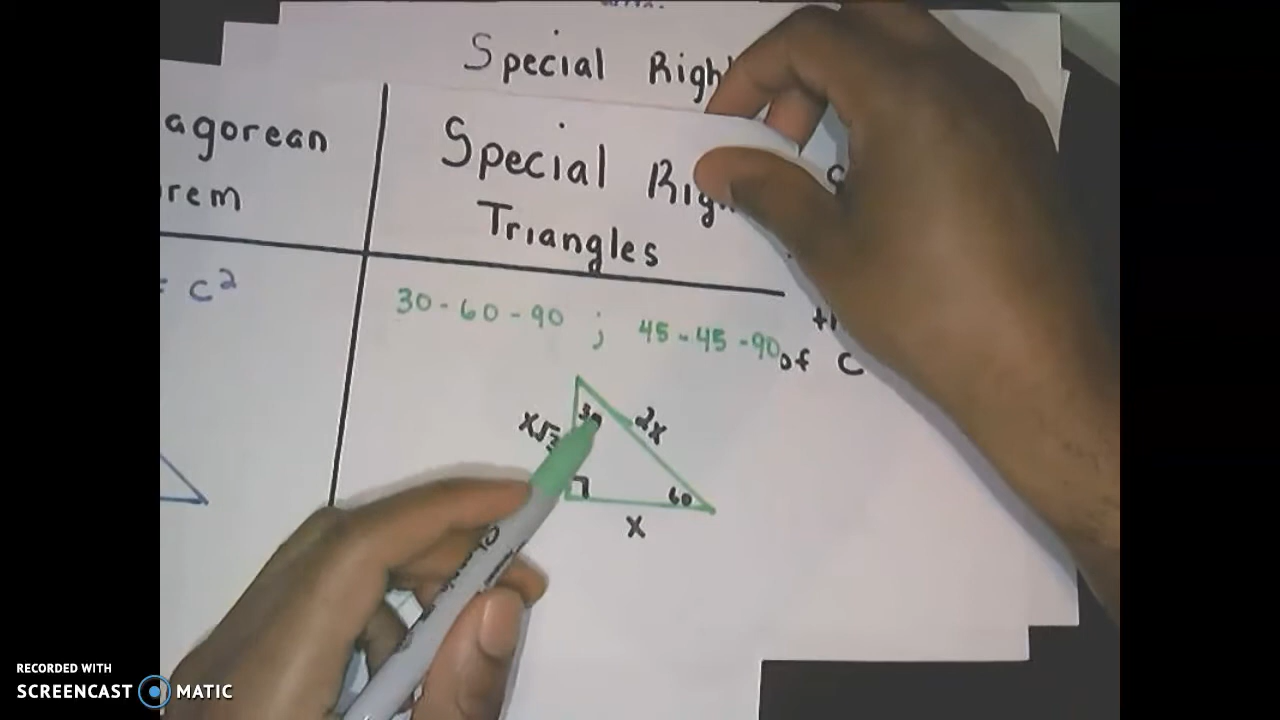 Special Righ
agorean
rem
Special Rig
Triangles
= c²
30-60-90 ; 45-45-90
of C
30
2x
x√3
60
x
RECORDED WITH
SCREENCAST MATIC